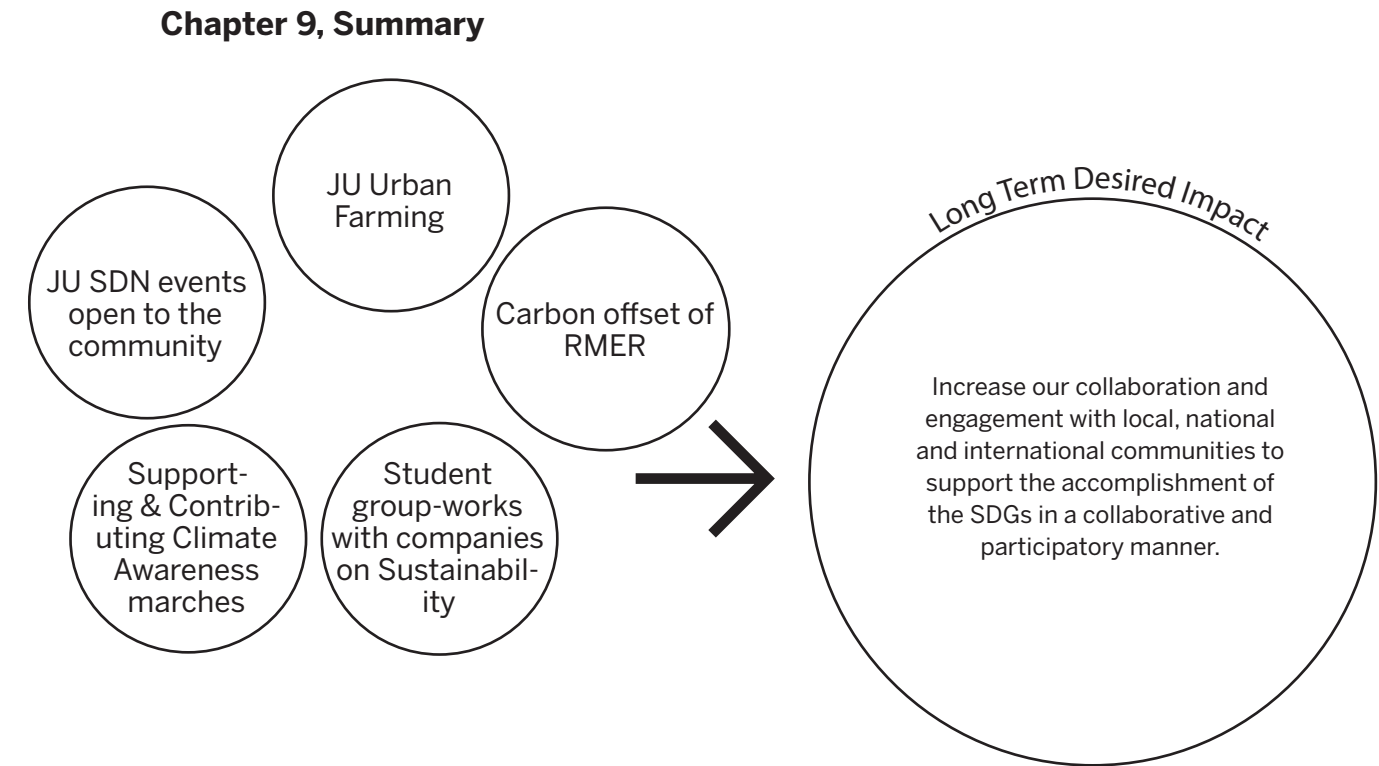 Chapter 9, Summary
JU Urban
Farming
JU SDN events
open to the
community
Carbon offset of
RMER
Support-
ing & Contrib-
uting Climate
Awareness
marches
Student
group-works
with companies
on Sustainabil-
ity
Long Term Desired Impact
Increase our collaboration and
engagement with local, national
and international communities to
support the accomplishment of
the SDGs in a collaborative and
participatory manner.